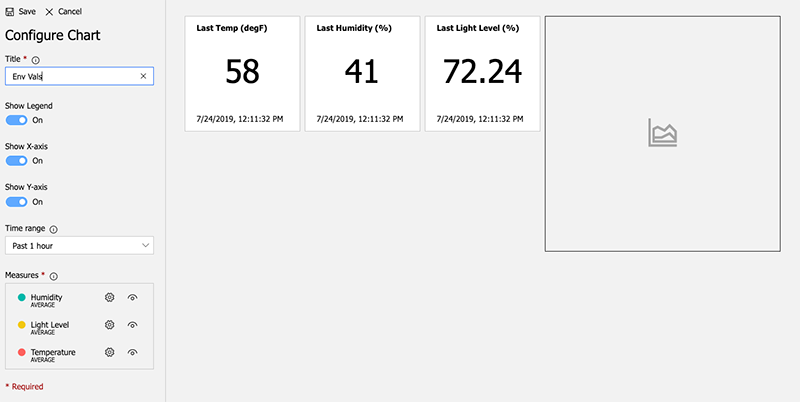 Save Cancel
Configure Chart
Title *
Env Vals
Show Legend
On
Show X-axis
On
Show Y-axis
On
Time range
Past 1 hour
Measures *
Humidity
AVERAGE
Light Level
AVERAGE
Temperature
AVERAGE
* Required
Last Temp (degF)
58
7/24/2019, 12:11:32 PM
Last Humidity (%)
41
7/24/2019, 12:11:32 PM
Last Light Level (%)
72.24
7/24/2019, 12:11:32 PM